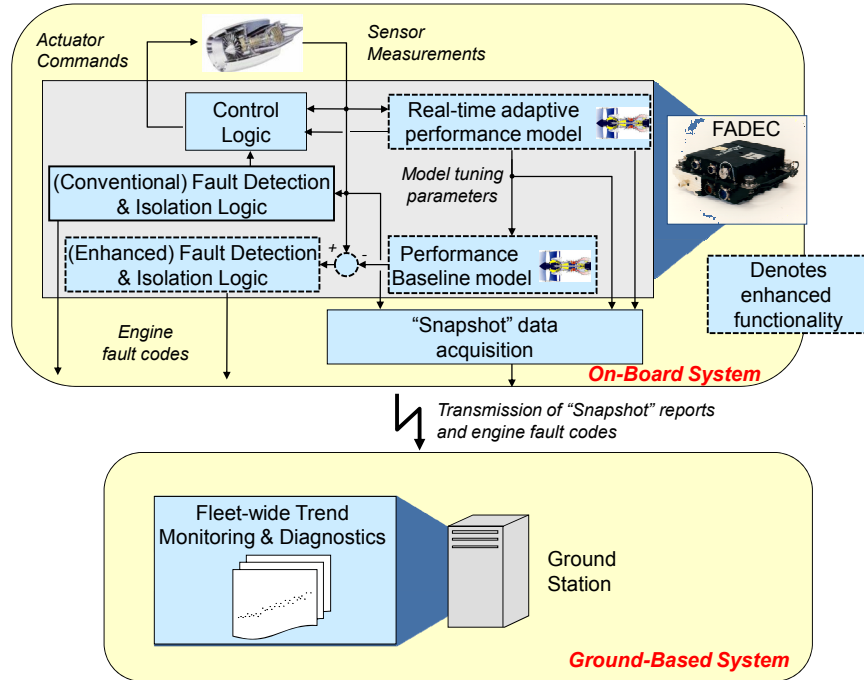 Actuator
Commands
Sensor
Measurements
Control
Logic
Real-time adaptive
performance model
FADEC
(Conventional) Fault Detection
& Isolation Logic
Model tuning
parameters
(Enhanced) Fault Detection
& Isolation Logic
+
-
Performance
Baseline model
Denotes
enhanced
functionality
Engine
fault codes
“Snapshot” data
acquisition
On-Board System
Transmission of “Snapshot” reports
and engine fault codes
Fleet-wide Trend
Monitoring & Diagnostics
Ground
Station
Ground-Based System